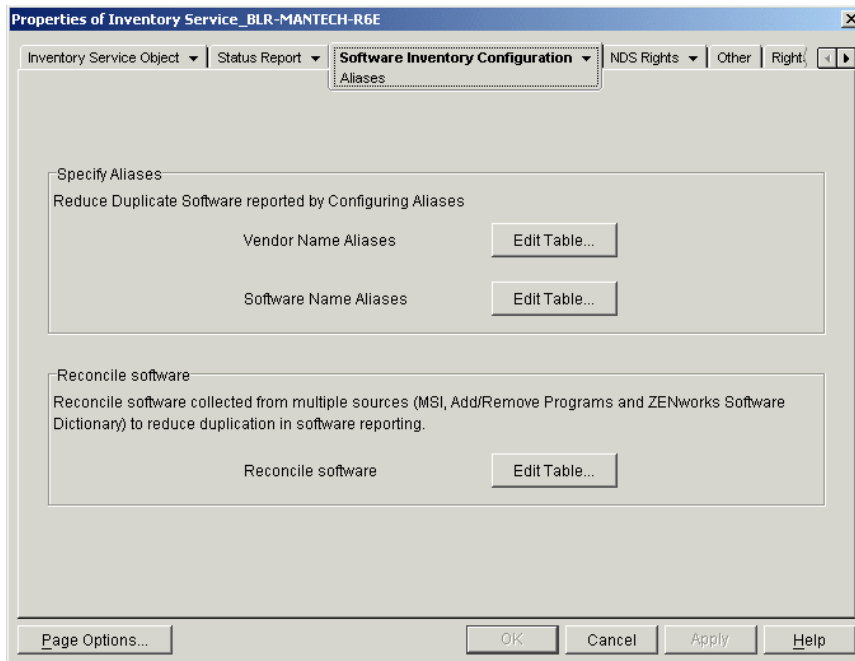 Properties of Inventory Service_BLR-MANTECH-R6E
Inventory Service Object
Status Report
Software Inventory Configuration
Aliases
NDS Rights
Other
Right
Specify Aliases
Reduce Duplicate Software reported by Configuring Aliases
Vendor Name Aliases
Edit Table...
Software Name Aliases
Edit Table...
Reconcile software
Reconcile software collected from multiple sources (MSI, Add/Remove Programs and ZENworks Software
Dictionary) to reduce duplication in software reporting.
Reconcile software
Edit Table...
Page Options...
OK
Cancel
Apply
Help